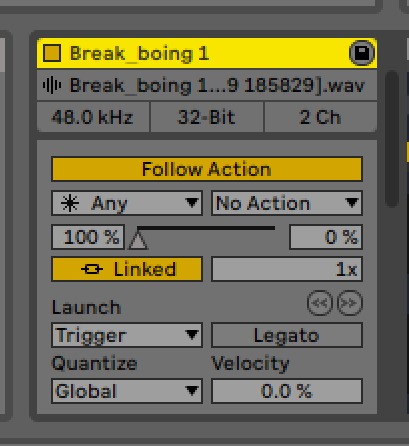 Break_boing 1
Break_boing 1...9 185829].wav
48.0 kHz 32-Bit 2 Ch
Follow Action
Any No Action
100 % 0 %
Linked 1x
Launch
Trigger Legato
Quantize Velocity
Global 0.0 %